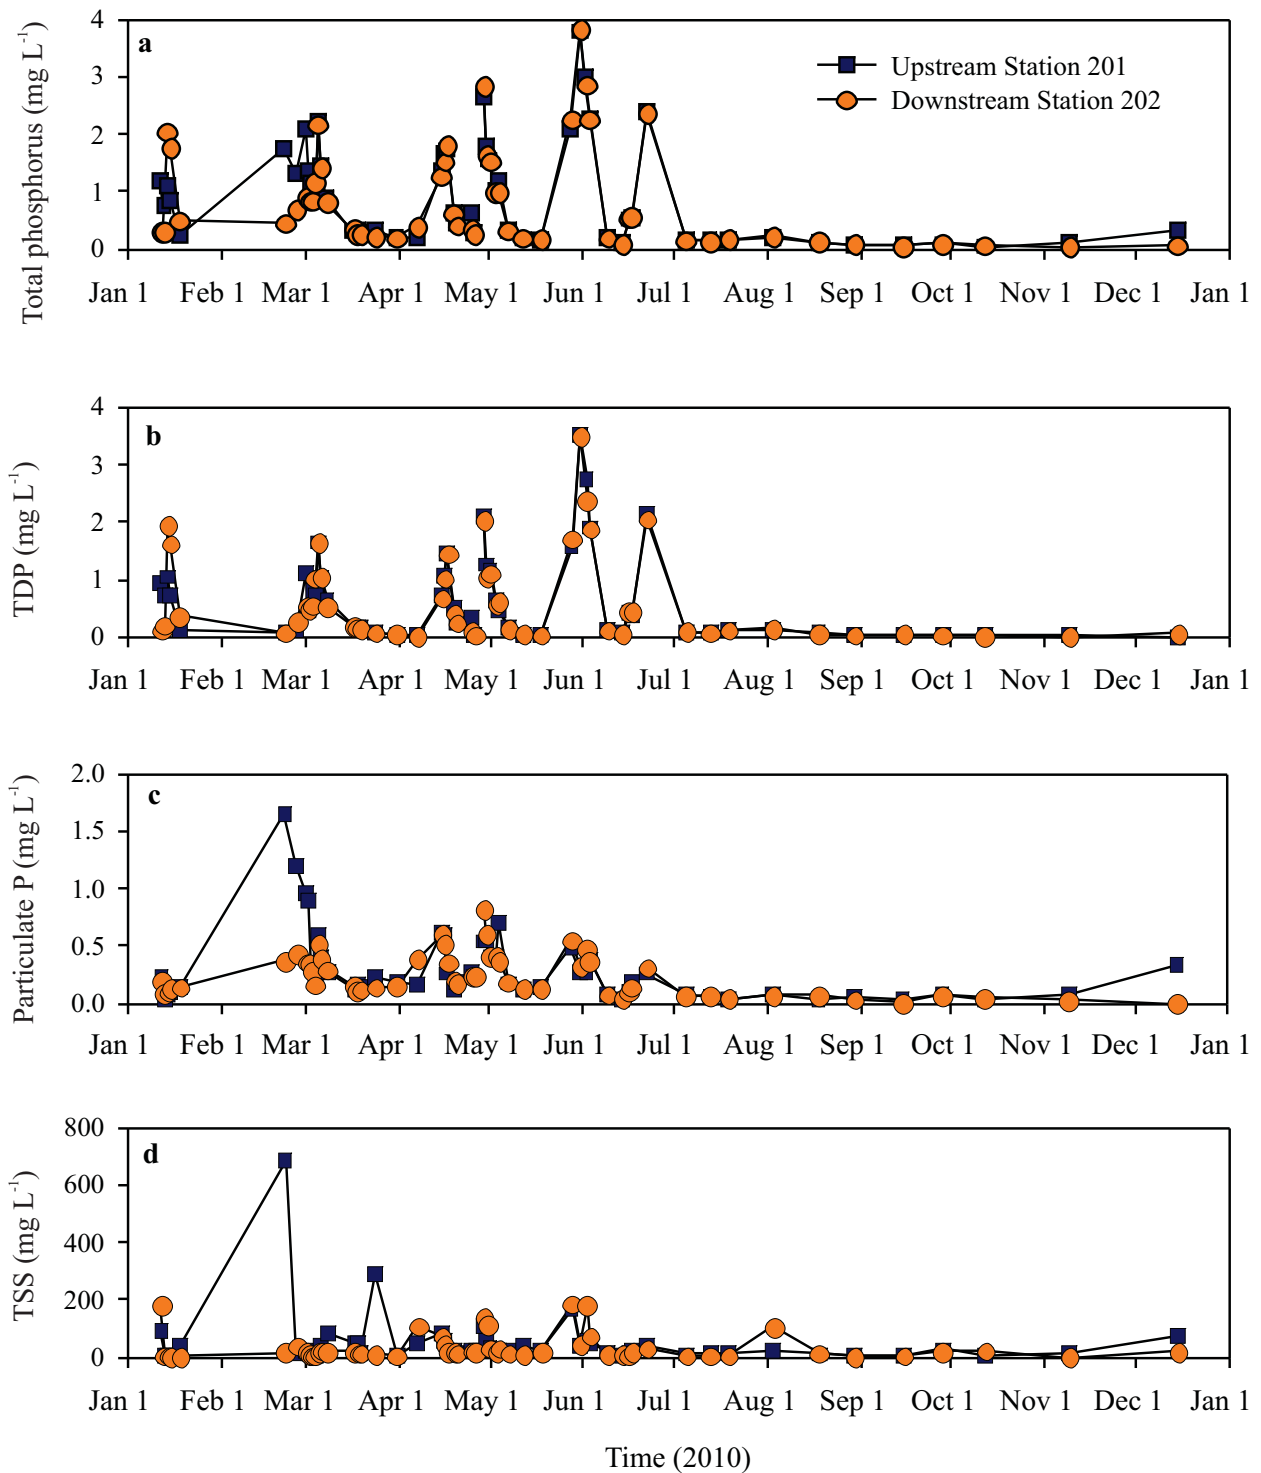 Total phosphorus (mg L-1)
4
3
2
1
0
a
Upstream Station 201
Downstream Station 202
Jan 1 Feb 1 Mar 1 Apr 1 May 1 Jun 1 Jul 1 Aug 1 Sep 1 Oct 1 Nov 1 Dec 1 Jan 1
TDP (mg L-1)
4
3
2
1
0
b
Jan 1 Feb 1 Mar 1 Apr 1 May 1 Jun 1 Jul 1 Aug 1 Sep 1 Oct 1 Nov 1 Dec 1 Jan 1
Particulate P (mg L-1)
2.0
1.5
1.0
0.5
0.0
c
Jan 1 Feb 1 Mar 1 Apr 1 May 1 Jun 1 Jul 1 Aug 1 Sep 1 Oct 1 Nov 1 Dec 1 Jan 1
TSS (mg L-1)
800
600
400
200
0
d
Jan 1 Feb 1 Mar 1 Apr 1 May 1 Jun 1 Jul 1 Aug 1 Sep 1 Oct 1 Nov 1 Dec 1 Jan 1
Time (2010)